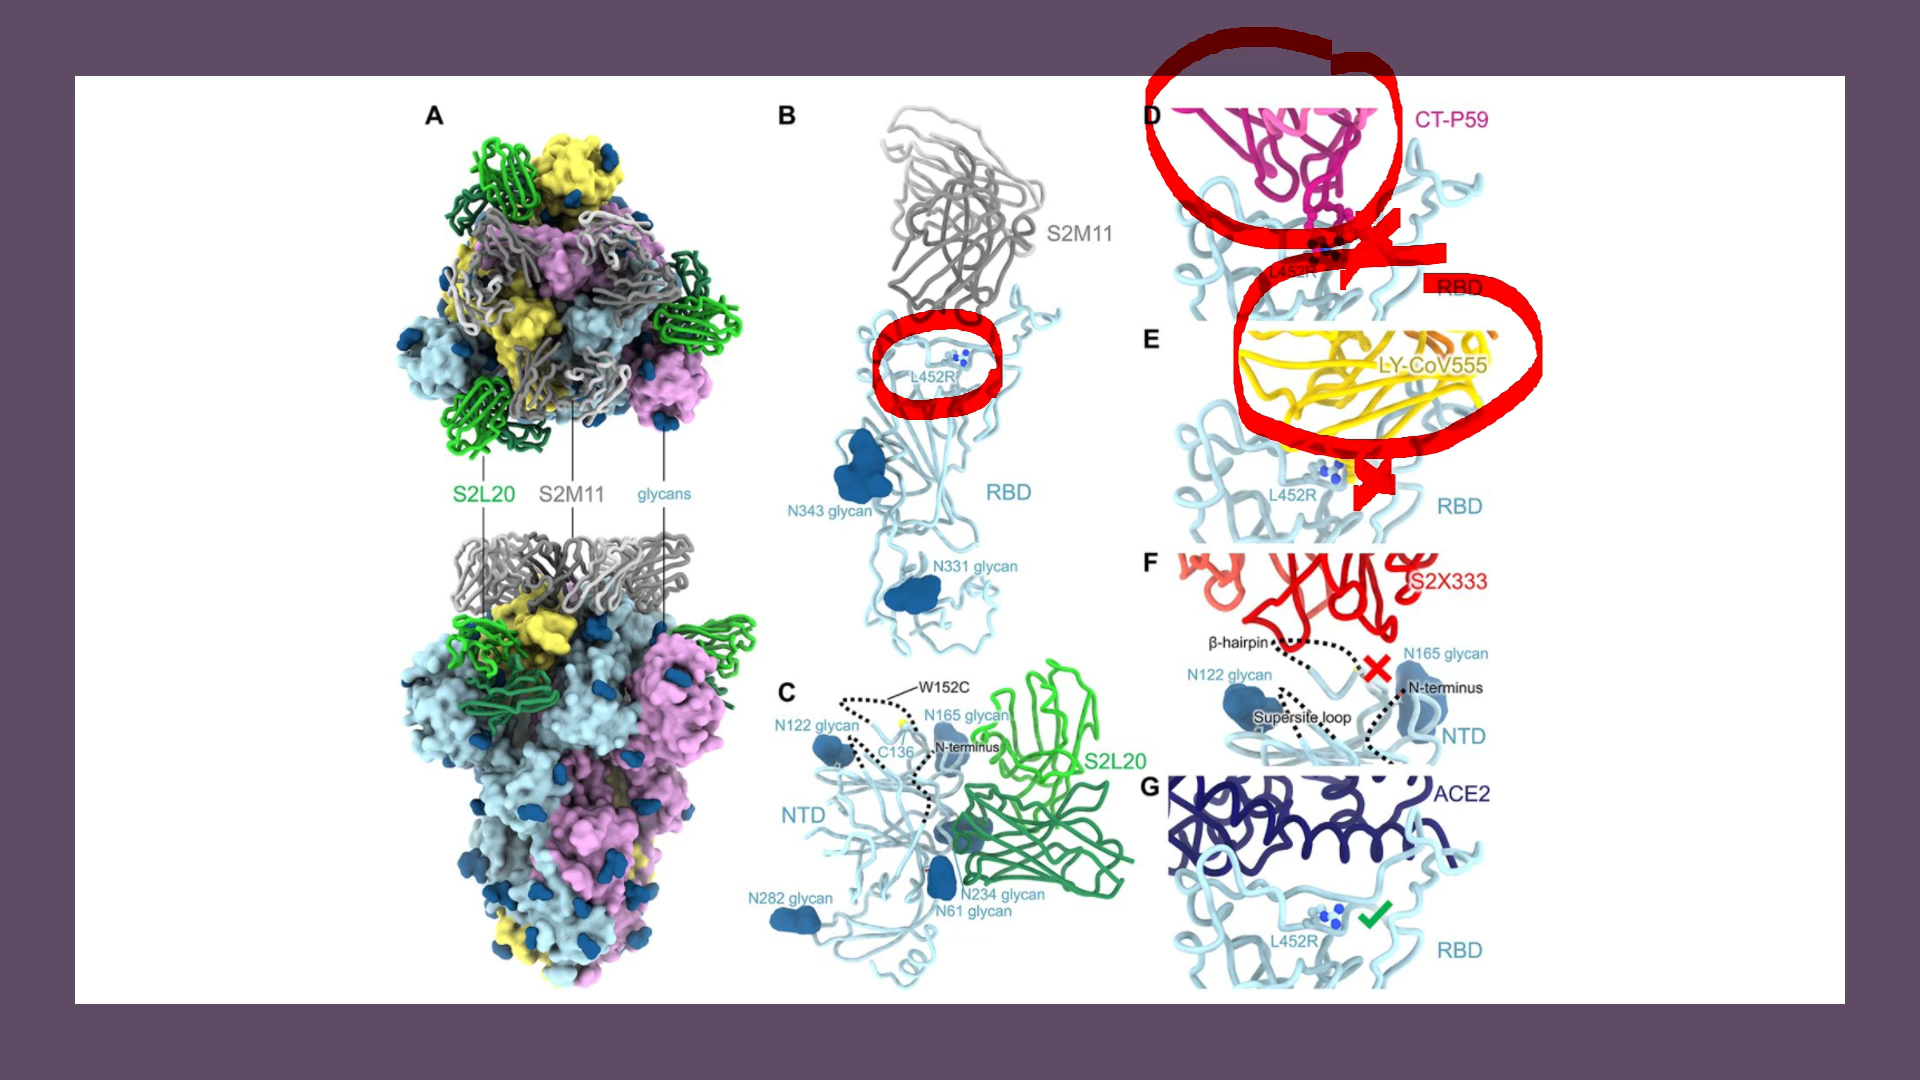 A
S2L20
S2M11
glycans
B
S2M11
L452R
RBD
N343 glycan
N331 glycan
C
W152C
N122 glycan
N165 glycan
C136
N-terminus
S2L20
NTD
N282 glycan
N234 glycan
N61 glycan
D
CT-P59
L452R
RBD
E
LY-CoV555
L452R
RBD
F
S2X333
β-hairpin
N165 glycan
N122 glycan
N-terminus
Supersite loop
NTD
G
ACE2
L452R
RBD